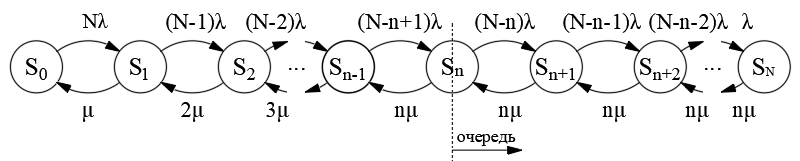 Nλ (N-1)λ (N-2)λ (N-n+1)λ (N-n)λ (N-n-1)λ (N-n-2)λ λ
S0 S1 S2 ... Sn-1 Sn Sn+1 Sn+2 ... SN
μ 2μ 3μ nμ nμ nμ nμ nμ
очередь